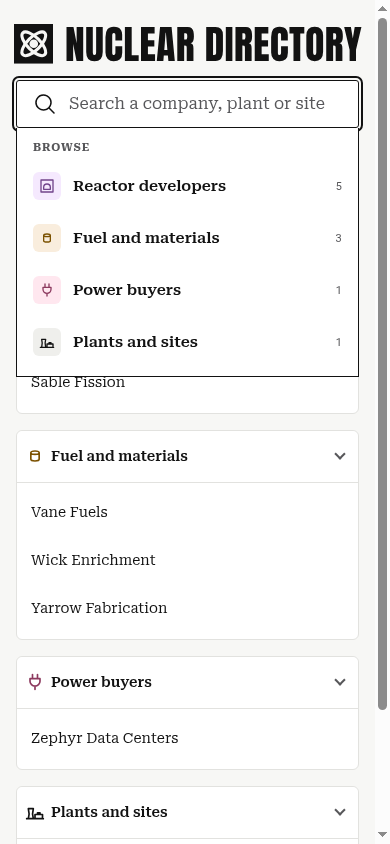 NUCLEAR DIRECTORY
Search a company, plant or site
BROWSE
Reactor developers 5
Fuel and materials 3
Power buyers 1
Plants and sites 1
Sable Fission
Fuel and materials
Vane Fuels
Wick Enrichment
Yarrow Fabrication
Power buyers
Zephyr Data Centers
Plants and sites